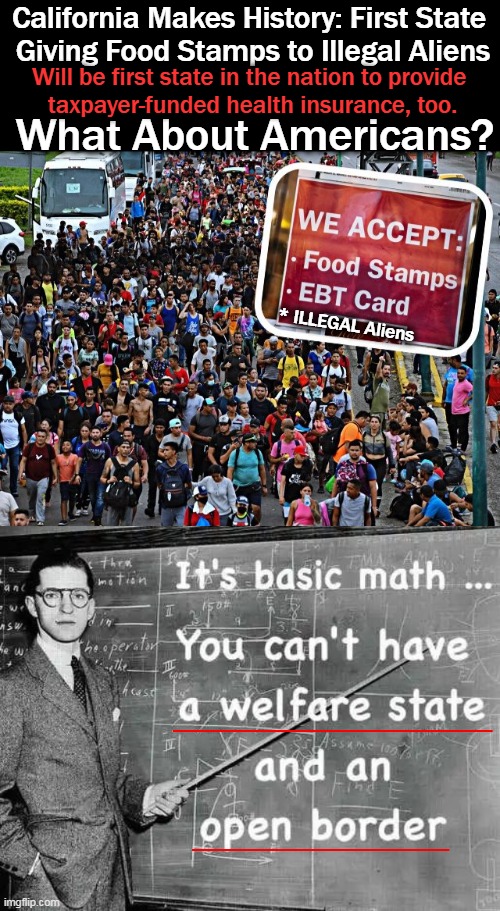 California Makes History: First State
Giving Food Stamps to Illegal Aliens
Will be first state in the nation to provide
taxpayer-funded health insurance, too.
What About Americans?
WE ACCEPT:
· Food Stamps
· EBT Card
* ILLEGAL Aliens
It's basic math ...
You can't have
a welfare state
and an
open border
imgflip.com